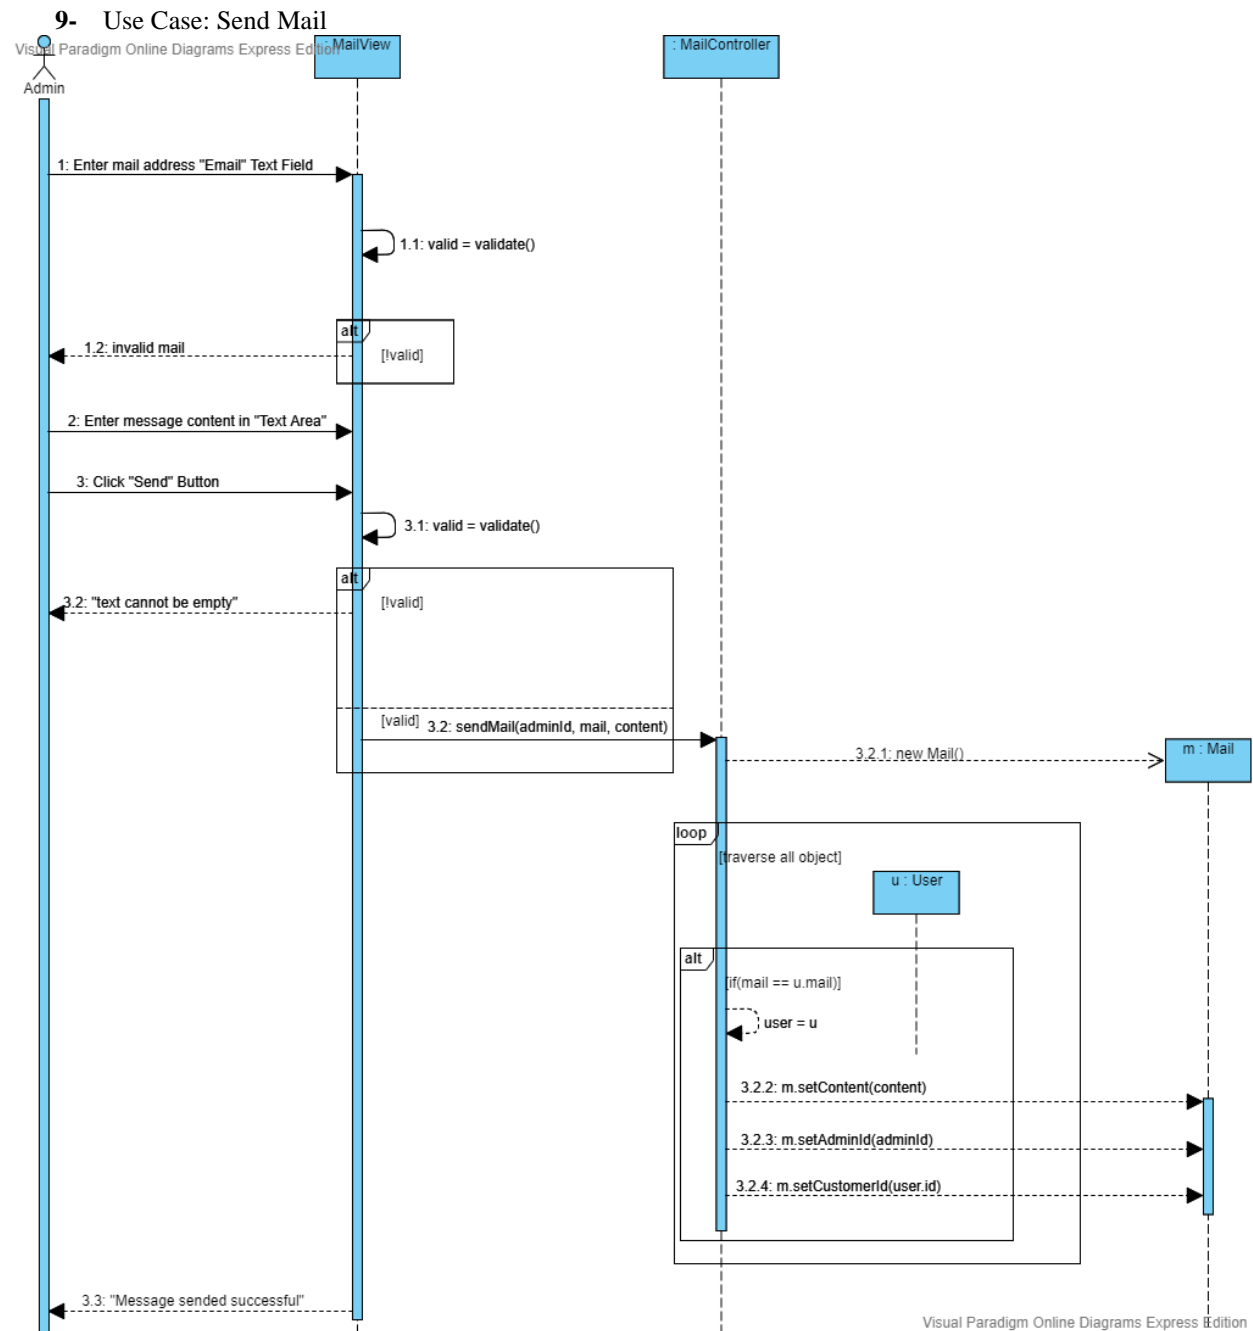 9- Use Case: Send Mail
Visual Paradigm Online Diagrams Express Edition
: MailView
: MailController
Admin
1: Enter mail address "Email" Text Field
1.1: valid = validate()
alt
1.2: invalid mail
[!valid]
2: Enter message content in "Text Area"
3: Click "Send" Button
3.1: valid = validate()
alt
3.2: "text cannot be empty"
[!valid]
[valid]
3.2: sendMail(adminId, mail, content)
3.2.1: new Mail()
m : Mail
loop
[traverse all object]
u : User
alt
[if(mail == u.mail)]
user = u
3.2.2: m.setContent(content)
3.2.3: m.setAdminId(adminId)
3.2.4: m.setCustomerId(user.id)
3.3: "Message sended successful"
Visual Paradigm Online Diagrams Express Edition